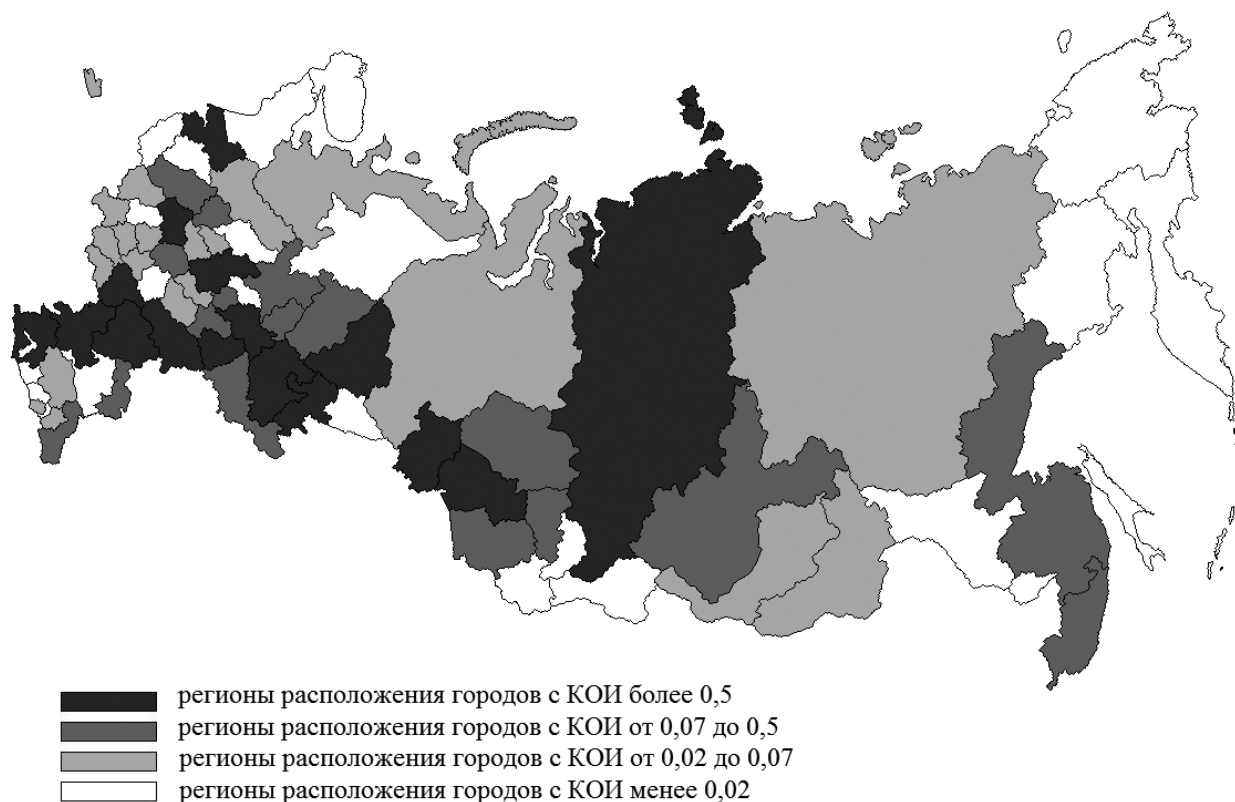 регионы расположения городов с КОИ более 0,5
регионы расположения городов с КОИ от 0,07 до 0,5
регионы расположения городов с КОИ от 0,02 до 0,07
регионы расположения городов с КОИ менее 0,02